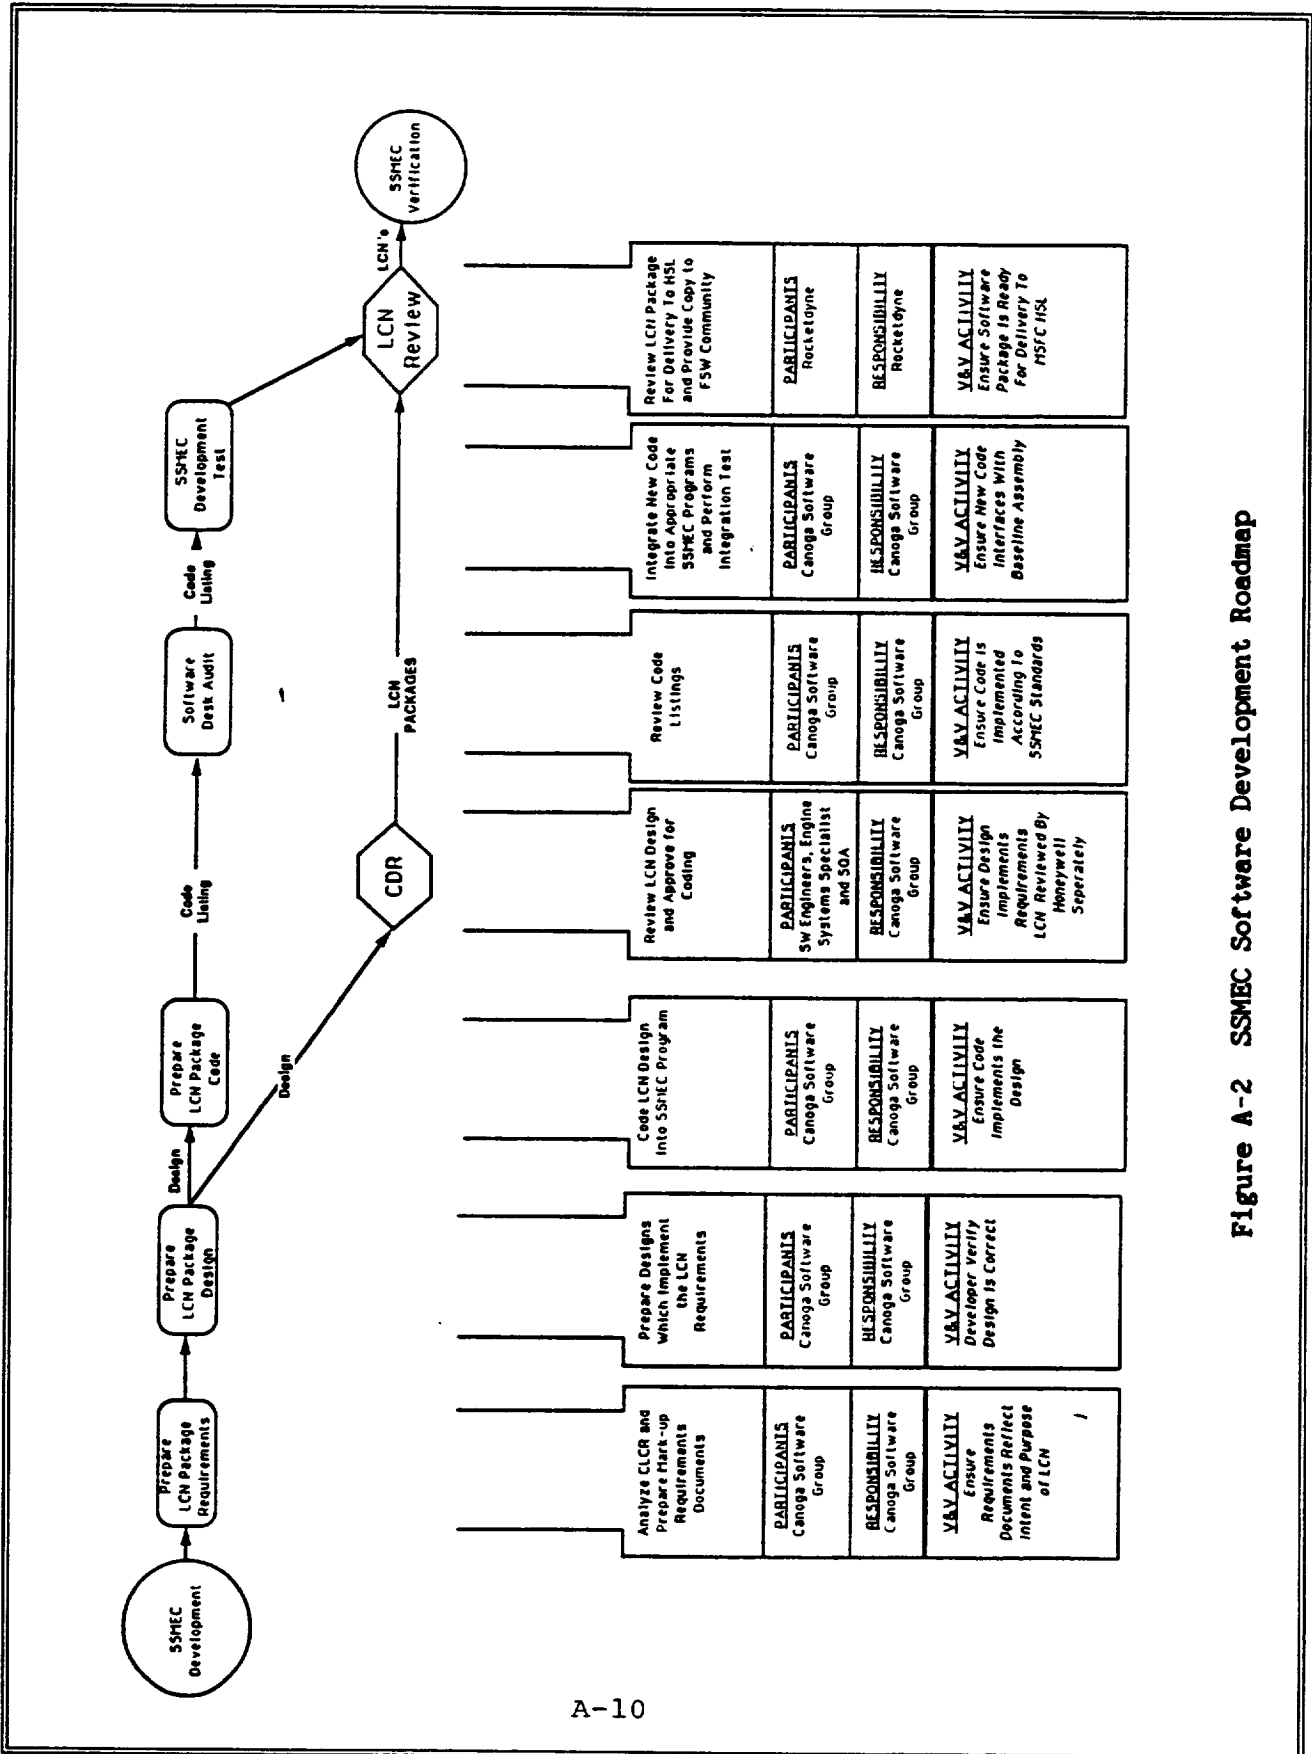 SSMEC
Development
Prepare
LCN Package
Requirements
Prepare
LCN Package
Design
Design
Prepare
LCN Package
Code
Code
Listing
Software
Desk Audit
Code
Listing
SSMEC
Development
Test
Design
CDR
LCN
PACKAGES
LCN
Review
LCN's
SSMEC
Verification
Analyze CLCR and
Prepare Mark-up
Requirements
Documents
PARTICIPANTS
Canoga Software
Group
RESPONSIBILITY
Canoga Software
Group
V&V ACTIVITY
Ensure
Requirements
Documents Reflect
Intent and Purpose
of LCN
Prepare Designs
Which Implement
the LCN
Requirements
PARTICIPANTS
Canoga Software
Group
RESPONSIBILITY
Canoga Software
Group
V&V ACTIVITY
Developer Verify
Design Is Correct
Code LCN Design
Into SSMEC Program
PARTICIPANTS
Canoga Software
Group
RESPONSIBILITY
Canoga Software
Group
V&V ACTIVITY
Ensure Code
Implements the
Design
Review LCN Design
and Approve for
Coding
PARTICIPANTS
SW Engineers, Engine
Systems Specialist
and SQA
RESPONSIBILITY
Canoga Software
Group
V&V ACTIVITY
Ensure Design
Implements
Requirements
LCN Reviewed By
Honeywell
Seperately
Review Code
Listings
PARTICIPANTS
Canoga Software
Group
RESPONSIBILITY
Canoga Software
Group
V&V ACTIVITY
Ensure Code Is
Implemented
According To
SSMEC Standards
Integrate New Code
Into Appropriate
SSMEC Programs
and Perform
Integration Test
PARTICIPANTS
Canoga Software
Group
RESPONSIBILITY
Canoga Software
Group
V&V ACTIVITY
Ensure New Code
Interfaces With
Baseline Assembly
Review LCN Package
For Delivery To HSL
and Provide Copy to
FSW Community
PARTICIPANTS
Rocketdyne
RESPONSIBILITY
Rocketdyne
V&V ACTIVITY
Ensure Software
Package Is Ready
For Delivery To
MSFC HSL
Figure A-2 SSMEC Software Development Roadmap
A-10